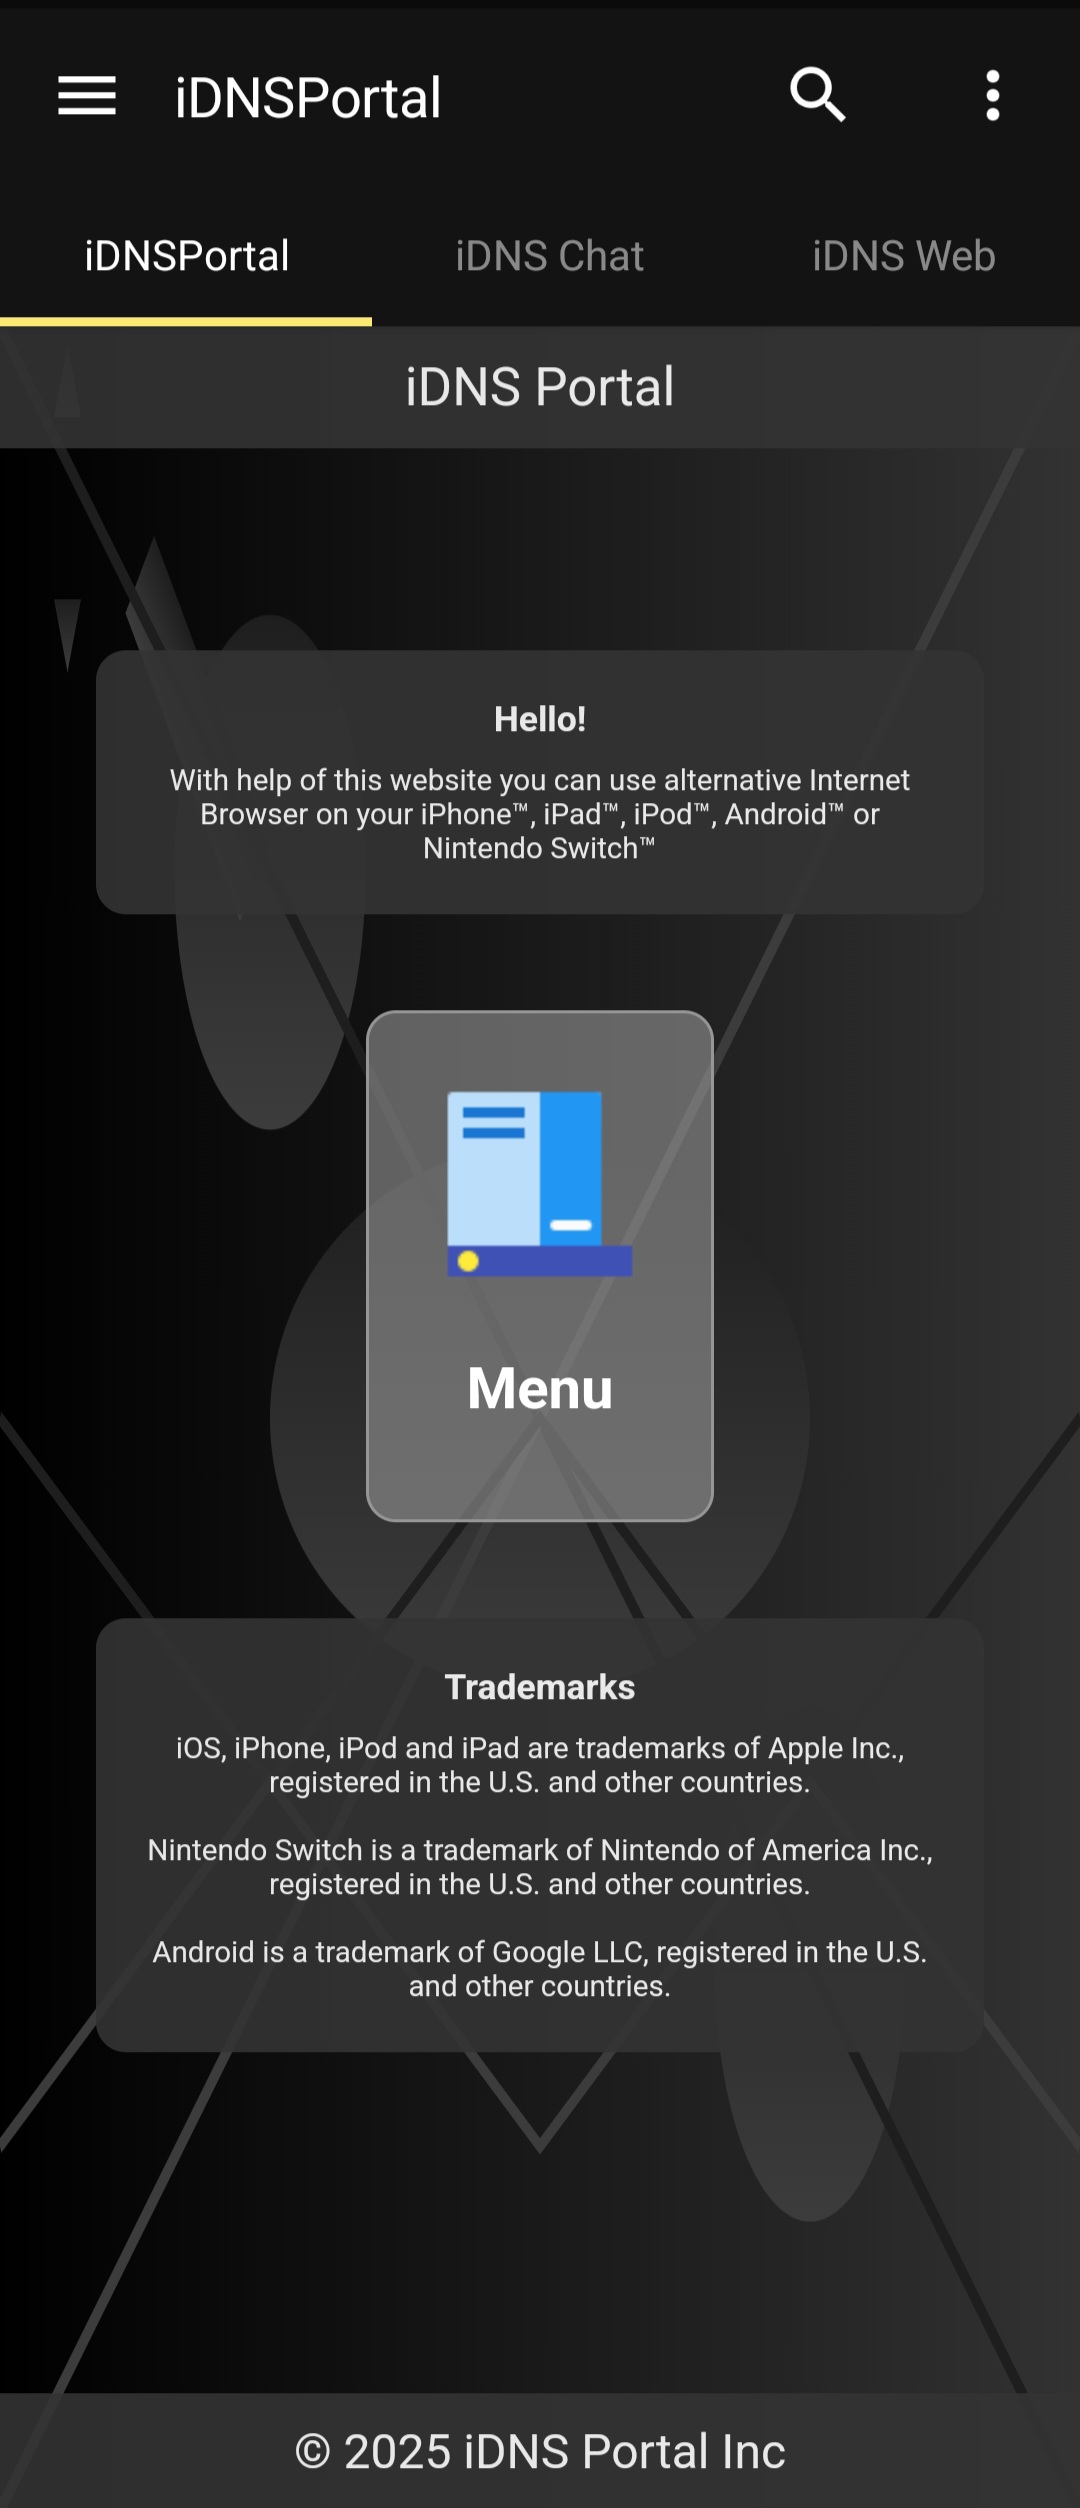 iDNSPortal
iDNSPortal
iDNS Chat
iDNS Web
iDNS Portal
Hello!
With help of this website you can use alternative Internet
Browser on your iPhone™, iPad™, iPod™, Android™ or
Nintendo Switch™
Menu
Trademarks
iOS, iPhone, iPod and iPad are trademarks of Apple Inc.,
registered in the U.S. and other countries.
Nintendo Switch is a trademark of Nintendo of America Inc.,
registered in the U.S. and other countries.
Android is a trademark of Google LLC, registered in the U.S.
and other countries.
© 2025 iDNS Portal Inc